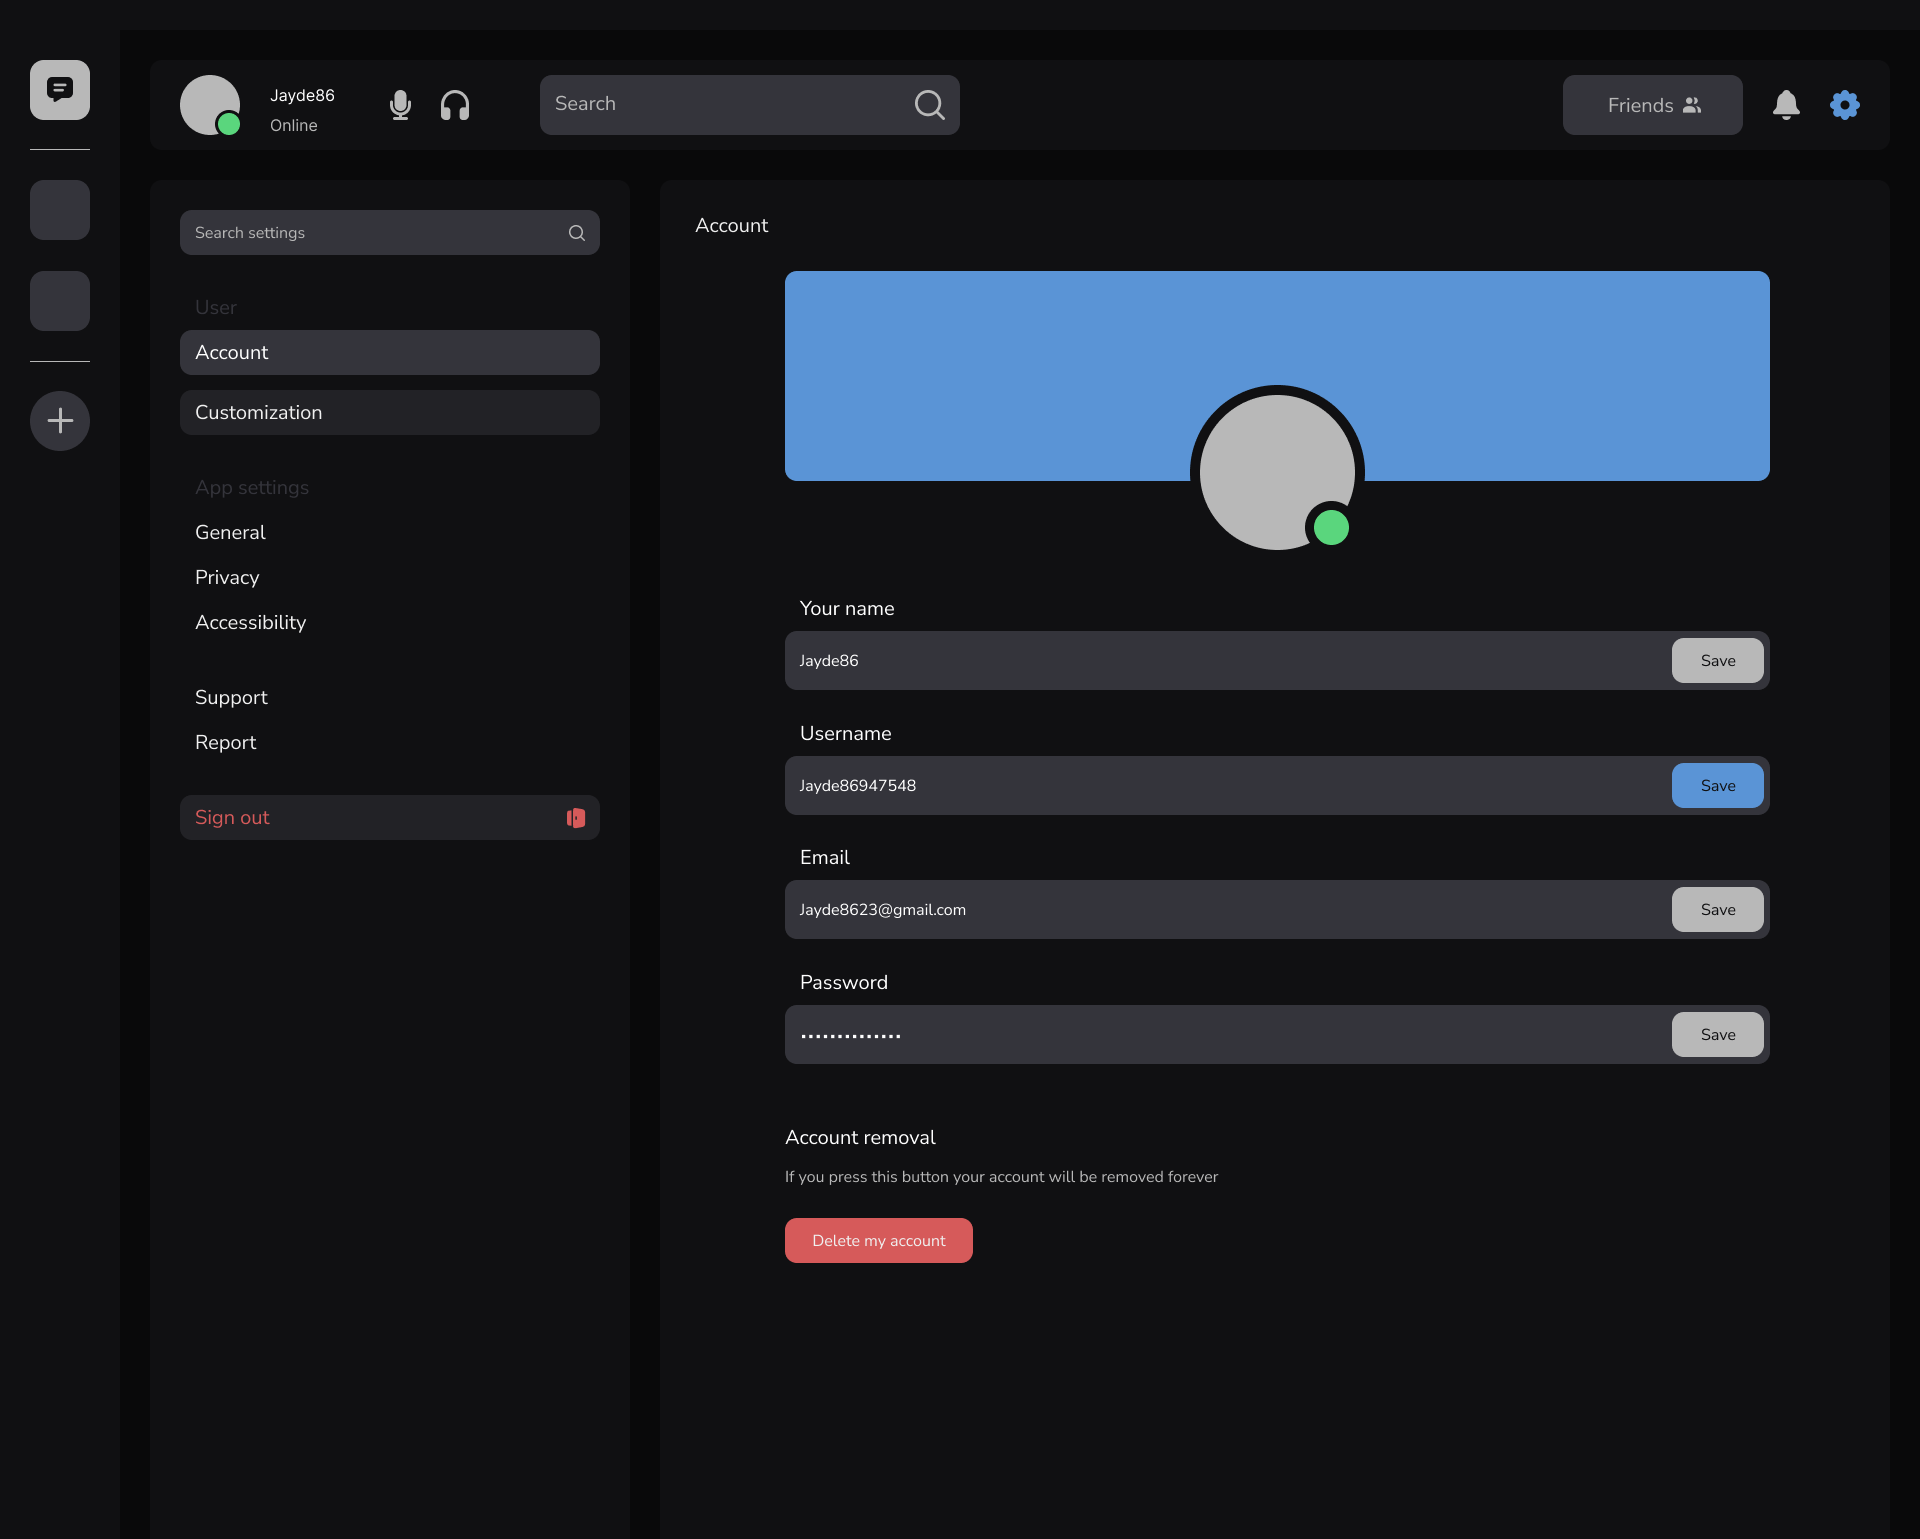 Jayde86
Online
Search
Friends
Search settings
User
Account
Customization
App settings
General
Privacy
Accessibility
Support
Report
Sign out
Account
Your name
Jayde86
Save
Username
Jayde86947548
Save
Email
Jayde8623@gmail.com
Save
Password
••••••••••••••
Save
Account removal
If you press this button your account will be removed forever
Delete my account